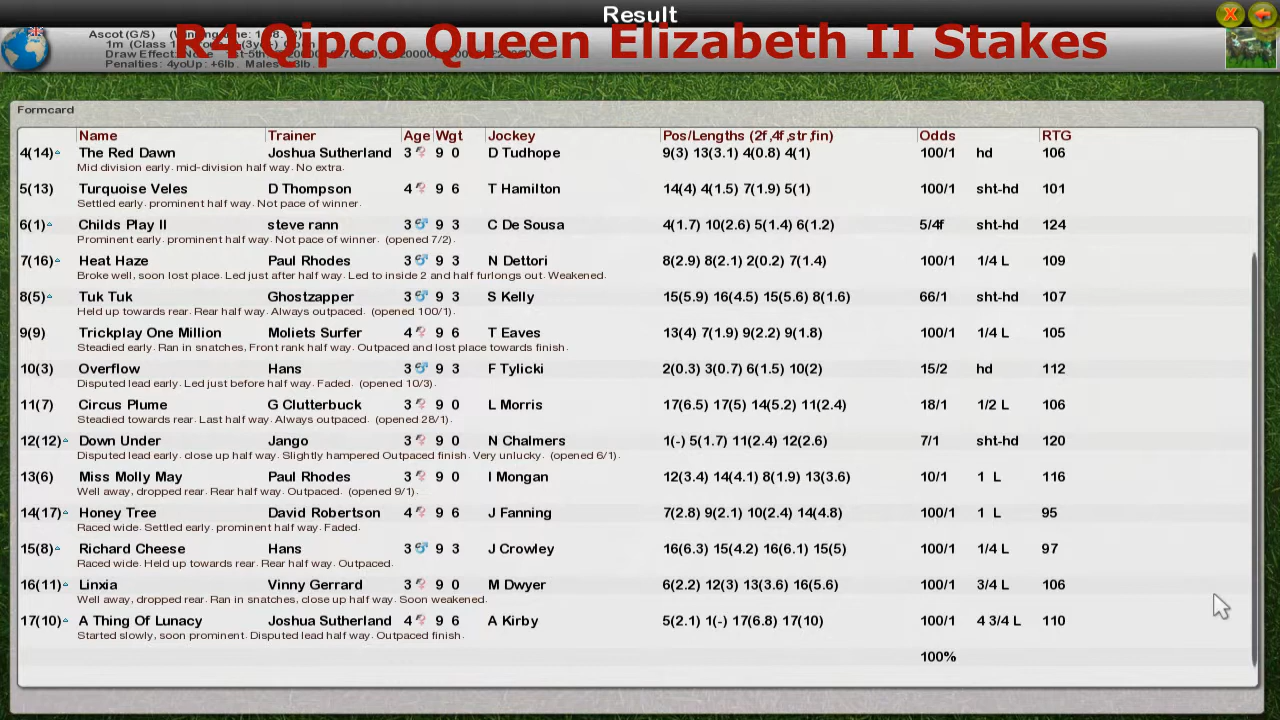 Result
R4 Qipco Queen Elizabeth II Stakes
Ascot (G/S)
1m (Class 1
Draw Effect: None
Penalties: 4yoUp: +6lb. Males
Formcard
Name Trainer Age Wgt Jockey Pos/Lengths (2f,4f,str,fin) Odds RTG
4(14) The Red Dawn Joshua Sutherland 3 9 0 D Tudhope 9(3) 13(3.1) 4(0.8) 4(1) 100/1 hd 106
Mid division early. mid-division half way. No extra.
5(13) Turquoise Veles D Thompson 4 9 6 T Hamilton 14(4) 4(1.5) 7(1.9) 5(1) 100/1 sht-hd 101
Settled early. prominent half way. Not pace of winner.
6(1) Childs Play II steve rann 3 9 3 C De Sousa 4(1.7) 10(2.6) 5(1.4) 6(1.2) 5/4f sht-hd 124
Prominent early. prominent half way. Not pace of winner. (opened 7/2).
7(16) Heat Haze Paul Rhodes 3 9 3 N Dettori 8(2.9) 8(2.1) 2(0.2) 7(1.4) 100/1 1/4 L 109
Broke well, soon lost place. Led just after half way. Led to inside 2 and half furlongs out. Weakened.
8(5) Tuk Tuk Ghostzapper 3 9 3 S Kelly 15(5.9) 16(4.5) 15(5.6) 8(1.6) 66/1 sht-hd 107
Held up towards rear. Rear half way. Always outpaced. (opened 100/1).
9(9) Trickplay One Million Moliets Surfer 4 9 6 T Eaves 13(4) 7(1.9) 9(2.2) 9(1.8) 100/1 1/4 L 105
Steadied early. Ran in snatches, Front rank half way. Outpaced and lost place towards finish.
10(3) Overflow Hans 3 9 3 F Tylicki 2(0.3) 3(0.7) 6(1.5) 10(2) 15/2 hd 112
Disputed lead early. Led just before half way. Faded. (opened 10/3).
11(7) Circus Plume G Clutterbuck 3 9 0 L Morris 17(6.5) 17(5) 14(5.2) 11(2.4) 18/1 1/2 L 106
Steadied towards rear. Last half way. Always outpaced. (opened 28/1).
12(12) Down Under Jango 3 9 0 N Chalmers 1(-) 5(1.7) 11(2.4) 12(2.6) 7/1 sht-hd 120
Disputed lead early. close up half way. Slightly hampered Outpaced finish. Very unlucky. (opened 6/1).
13(6) Miss Molly May Paul Rhodes 3 9 0 I Mongan 12(3.4) 14(4.1) 8(1.9) 13(3.6) 10/1 1 L 116
Well away, dropped rear. Rear half way. Outpaced. (opened 9/1).
14(17) Honey Tree David Robertson 4 9 6 J Fanning 7(2.8) 9(2.1) 10(2.4) 14(4.8) 100/1 1 L 95
Raced wide. Settled early. prominent half way. Faded.
15(8) Richard Cheese Hans 3 9 3 J Crowley 16(6.3) 15(4.2) 16(6.1) 15(5) 100/1 1/4 L 97
Raced wide. Held up towards rear. Rear half way. Outpaced.
16(11) Linxia Vinny Gerrard 3 9 0 M Dwyer 6(2.2) 12(3) 13(3.6) 16(5.6) 100/1 3/4 L 106
Well away, dropped rear. Ran in snatches, close up half way. Soon weakened.
17(10) A Thing Of Lunacy Joshua Sutherland 4 9 6 A Kirby 5(2.1) 1(-) 17(6.8) 17(10) 100/1 4 3/4 L 110
Started slowly, soon prominent. Disputed lead half way. Outpaced finish.
100%